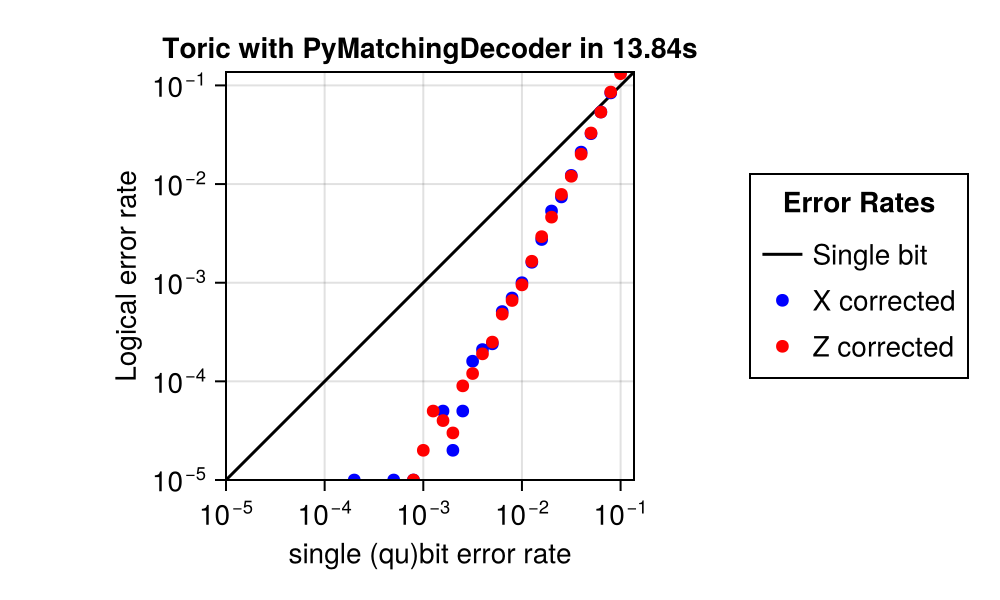 Toric with PyMatchingDecoder in 13.84s
Logical error rate
10⁻¹
10⁻²
10⁻³
10⁻⁴
10⁻⁵
10⁻⁵ 10⁻⁴ 10⁻³ 10⁻² 10⁻¹
single (qu)bit error rate
Error Rates
Single bit
X corrected
Z corrected